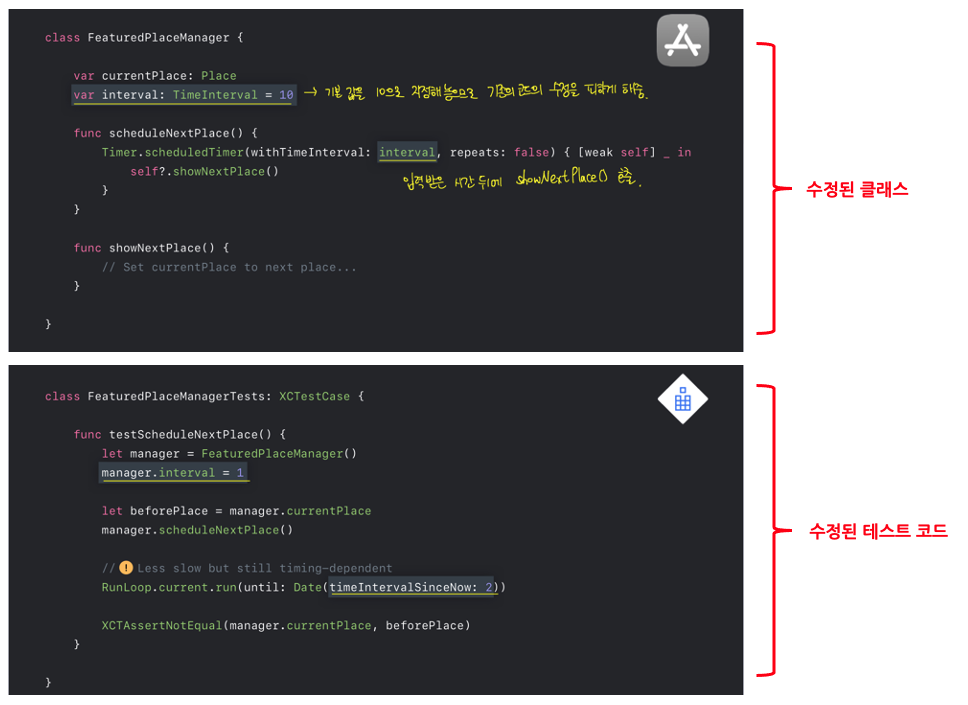 class FeaturedPlaceManager {
var currentPlace: Place
var interval: TimeInterval = 10 → 기본 값을 10으로 지정해 놓으므로 기존의 코드의 수정을 피하게 해줌.
func scheduleNextPlace() {
Timer.scheduledTimer(withTimeInterval: interval, repeats: false) { [weak self] _ in
self?.showNextPlace()
입력받은 시간 뒤에 showNextPlace() 호출.
}
}
수정된 클래스
func showNextPlace() {
// Set currentPlace to next place...
}
}
class FeaturedPlaceManagerTests: XCTestCase {
func testScheduleNextPlace() {
let manager = FeaturedPlaceManager()
manager.interval = 1
let beforePlace = manager.currentPlace
manager.scheduleNextPlace()
수정된 테스트 코드
// ! Less slow but still timing-dependent
RunLoop.current.run(until: Date(timeIntervalSinceNow: 2))
XCTAssertNotEqual(manager.currentPlace, beforePlace)
}
}